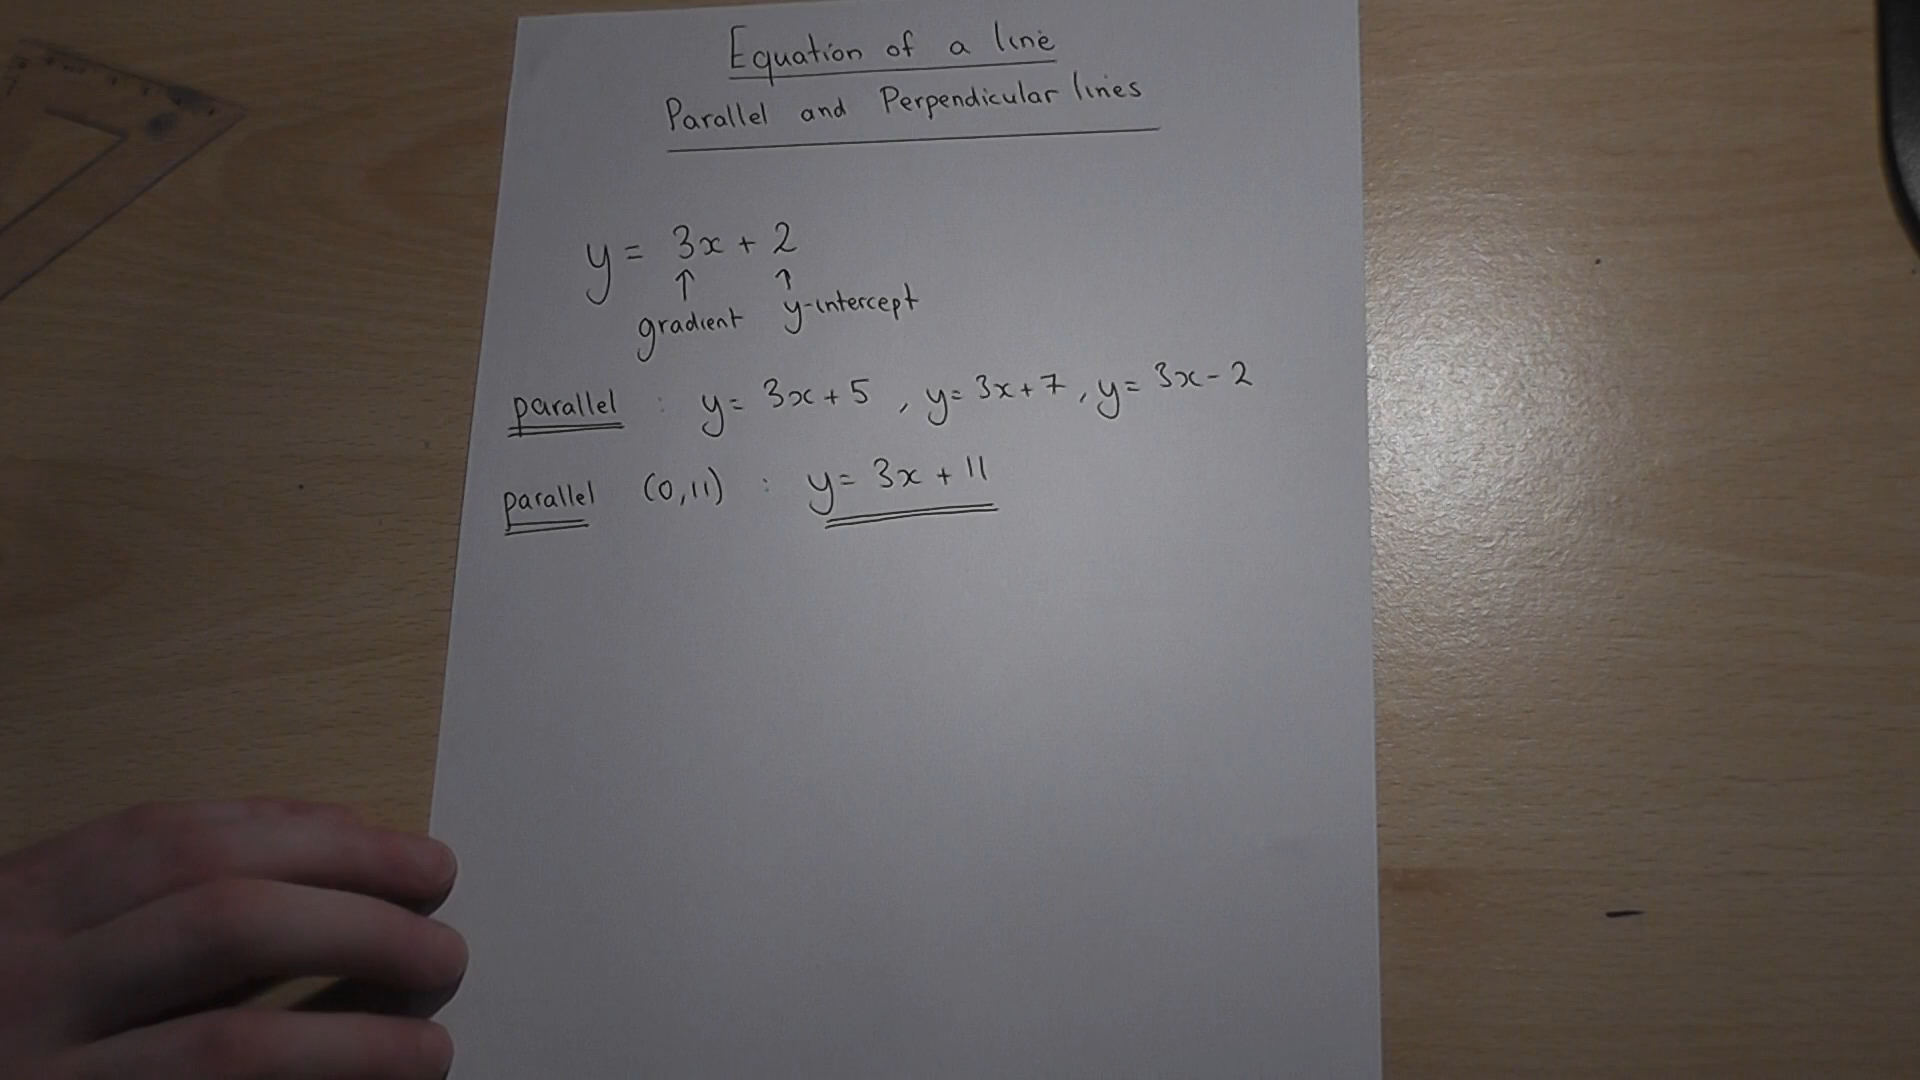 Equation of a line
Parallel and Perpendicular lines
y = 3x + 2
↑ ↑
gradient y-intercept
parallel : y = 3x + 5 , y = 3x + 7 , y = 3x - 2
parallel (0,11) : y = 3x + 11